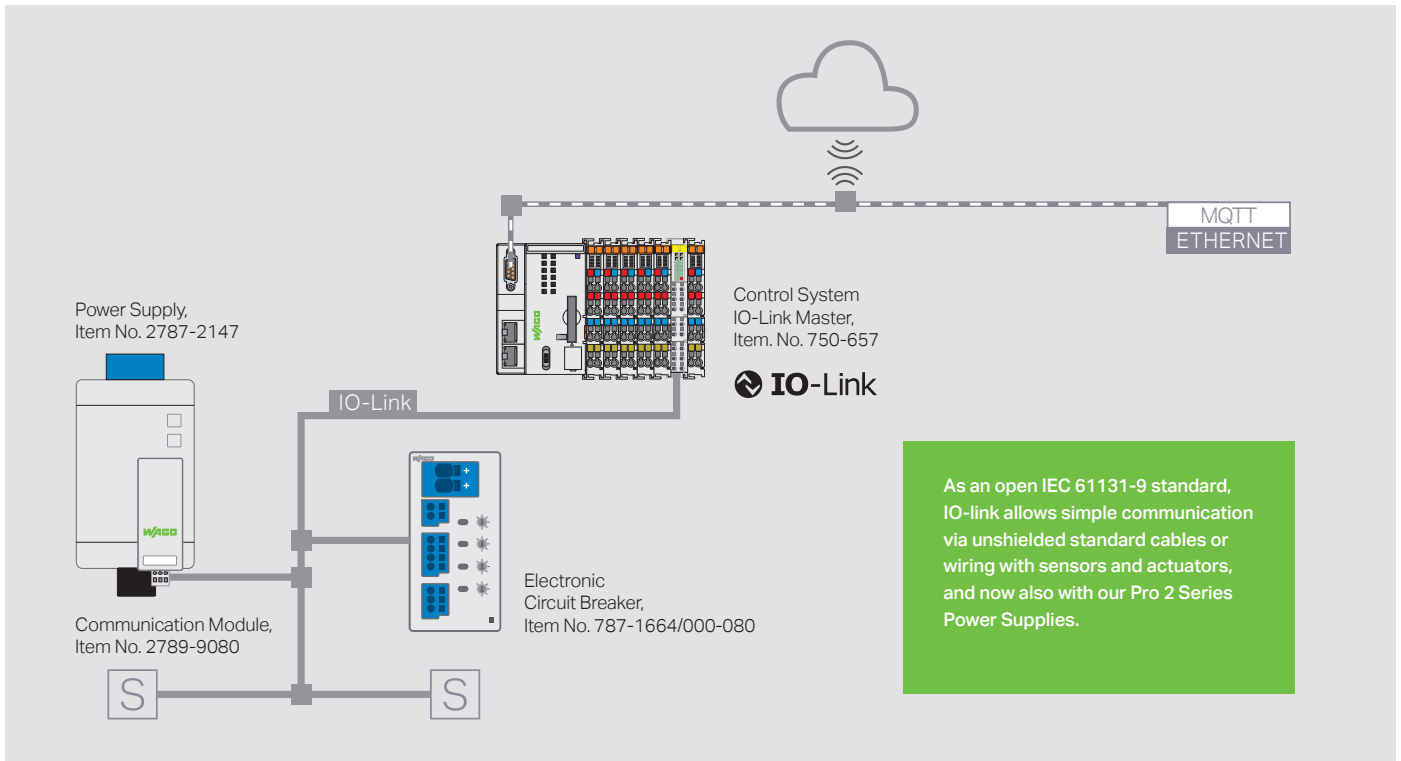 MQTT
ETHERNET
WAGO
Control System
IO-Link Master,
Item. No. 750-657
IO-Link
Power Supply,
Item No. 2787-2147
WAGO
Communication Module,
Item No. 2789-9080
IO-Link
WAGO
+
+
Electronic
Circuit Breaker,
Item No. 787-1664/000-080
S
S
As an open IEC 61131-9 standard,
IO-link allows simple communication
via unshielded standard cables or
wiring with sensors and actuators,
and now also with our Pro 2 Series
Power Supplies.